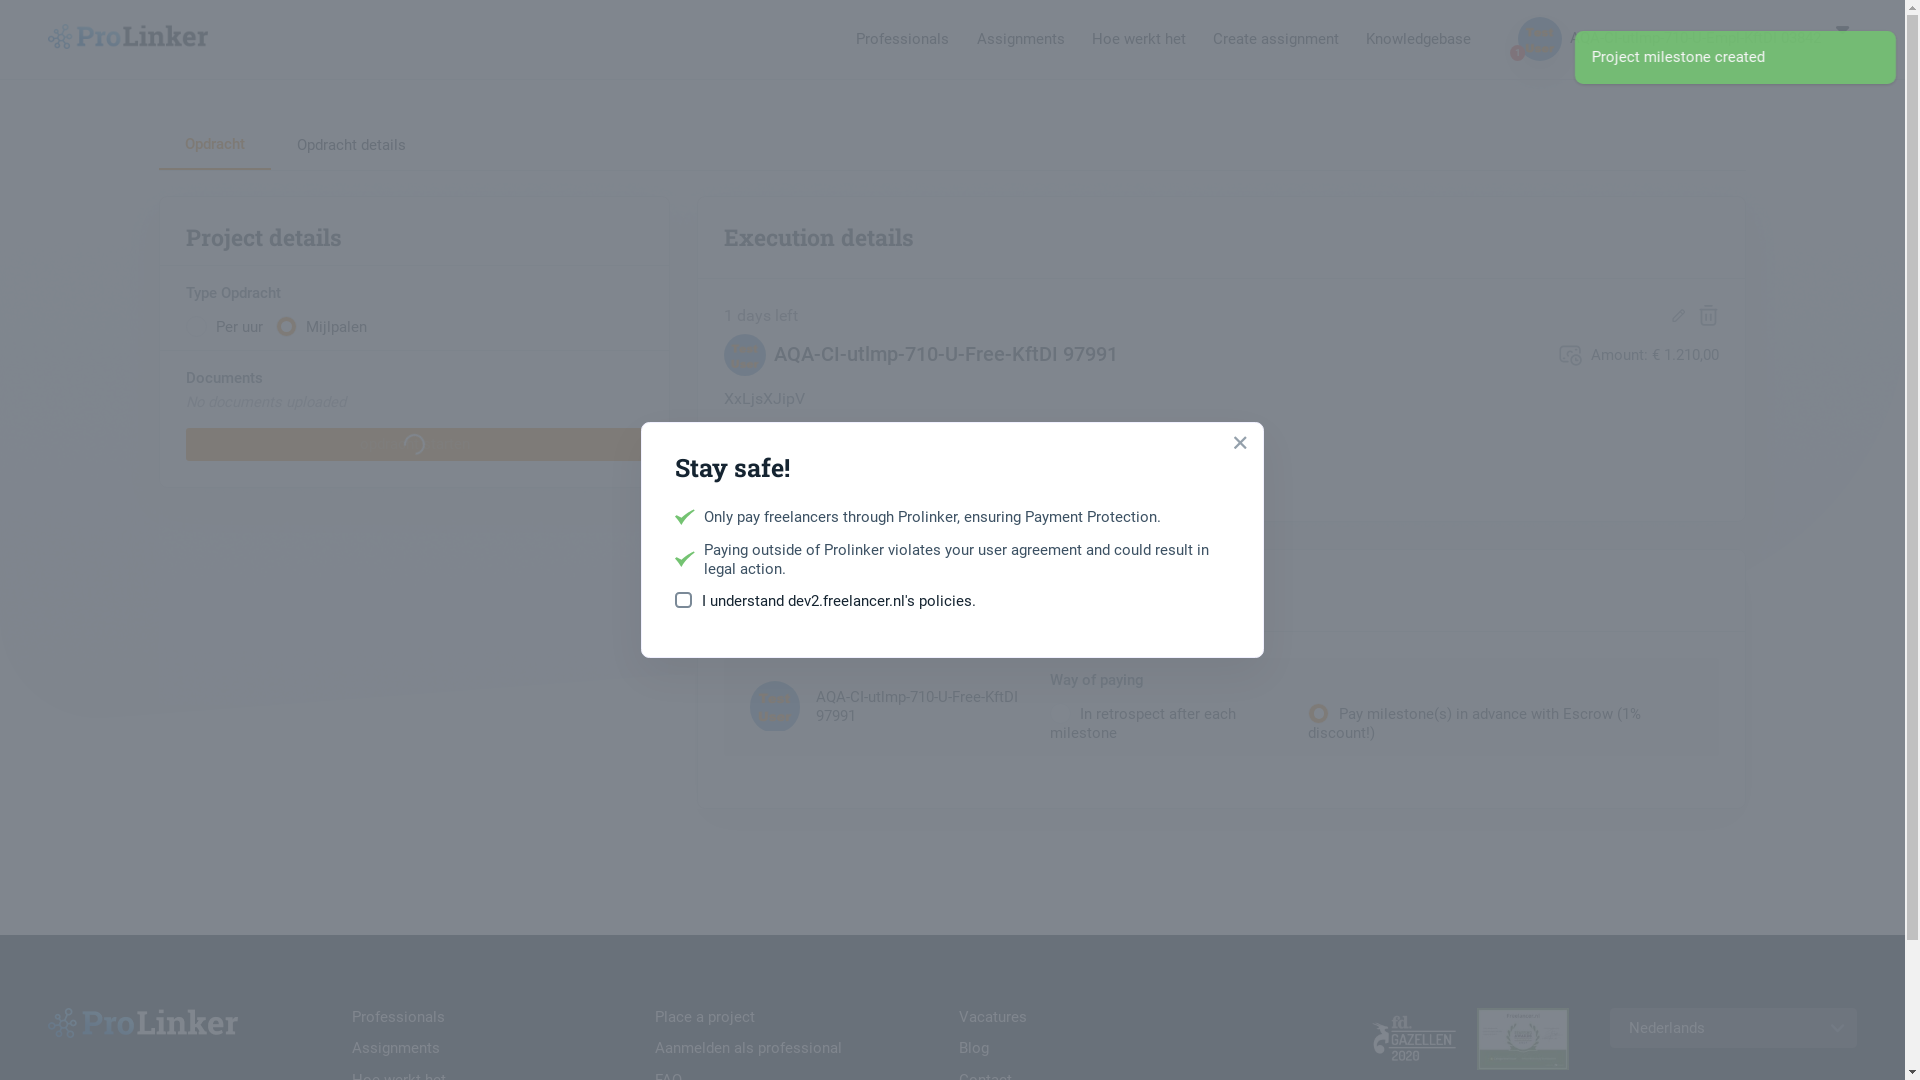 ProLinker
Professionals
Assignments
Hoe werkt het
Create assignment
Knowledgebase
Project milestone created
Opdracht
Opdracht details
Project details
Type Opdracht
Per uur
Mijlpalen
Documents
No documents uploaded
Execution details
1 days left
AQA-CI-utlmp-710-U-Free-KftDI 97991
Amount: € 1.210,00
XxLjsXJipV
Stay safe!
Only pay freelancers through Prolinker, ensuring Payment Protection.
Paying outside of Prolinker violates your user agreement and could result in
legal action.
I understand dev2.freelancer.nl's policies.
AQA-CI-utlmp-710-U-Free-KftDI
97991
Way of paying
In retrospect after each
milestone
Pay milestone(s) in advance with Escrow (1%
discount!)
ProLinker
Professionals
Assignments
Hoe werkt het
Place a project
Aanmelden als professional
FAQ
Vacatures
Blog
Contact
GAZELLEN
2020
Nederlands